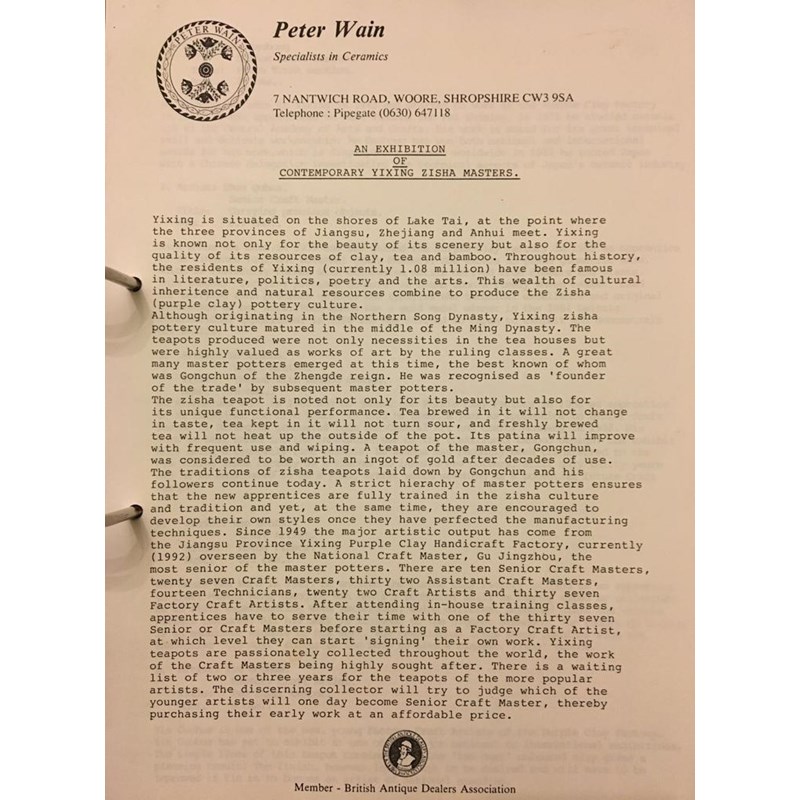 PETER WAIN
Peter Wain
Specialists in Ceramics
7 NANTWICH ROAD, WOORE, SHROPSHIRE CW3 9SA
Telephone : Pipegate (0630) 647118
AN EXHIBITION
OF
CONTEMPORARY YIXING ZISHA MASTERS.
Yixing is situated on the shores of Lake Tai, at the point where
the three provinces of Jiangsu, Zhejiang and Anhui meet. Yixing
is known not only for the beauty of its scenery but also for the
quality of its resources of clay, tea and bamboo. Throughout history,
the residents of Yixing (currently 1.08 million) have been famous
in literature, politics, poetry and the arts. This wealth of cultural
inheritence and natural resources combine to produce the Zisha
(purple clay) pottery culture.
Although originating in the Northern Song Dynasty, Yixing zisha
pottery culture matured in the middle of the Ming Dynasty. The
teapots produced were not only necessities in the tea houses but
were highly valued as works of art by the ruling classes. A great
many master potters emerged at this time, the best known of whom
was Gongchun of the Zhengde reign. He was recognised as 'founder
of the trade' by subsequent master potters.
The zisha teapot is noted not only for its beauty but also for
its unique functional performance. Tea brewed in it will not change
in taste, tea kept in it will not turn sour, and freshly brewed
tea will not heat up the outside of the pot. Its patina will improve
with frequent use and wiping. A teapot of the master, Gongchun,
was considered to be worth an ingot of gold after decades of use.
The traditions of zisha teapots laid down by Gongchun and his
followers continue today. A strict hierachy of master potters ensures
that the new apprentices are fully trained in the zisha culture
and tradition and yet, at the same time, they are encouraged to
develop their own styles once they have perfected the manufacturing
techniques. Since 1949 the major artistic output has come from
the Jiangsu Province Yixing Purple Clay Handicraft Factory, currently
(1992) overseen by the National Craft Master, Gu Jingzhou, the
most senior of the master potters. There are ten Senior Craft Masters,
twenty seven Craft Masters, thirty two Assistant Craft Masters,
fourteen Technicians, twenty two Craft Artists and thirty seven
Factory Craft Artists. After attending in-house training classes,
apprentices have to serve their time with one of the thirty seven
Senior or Craft Masters before starting as a Factory Craft Artist,
at which level they can start 'signing' their own work. Yixing
teapots are passionately collected throughout the world, the work
of the Craft Masters being highly sought after. There is a waiting
list of two or three years for the teapots of the more popular
artists. The discerning collector will try to judge which of the
younger artists will one day become Senior Craft Master, thereby
purchasing their early work at an affordable price.
Member - British Antique Dealers Association